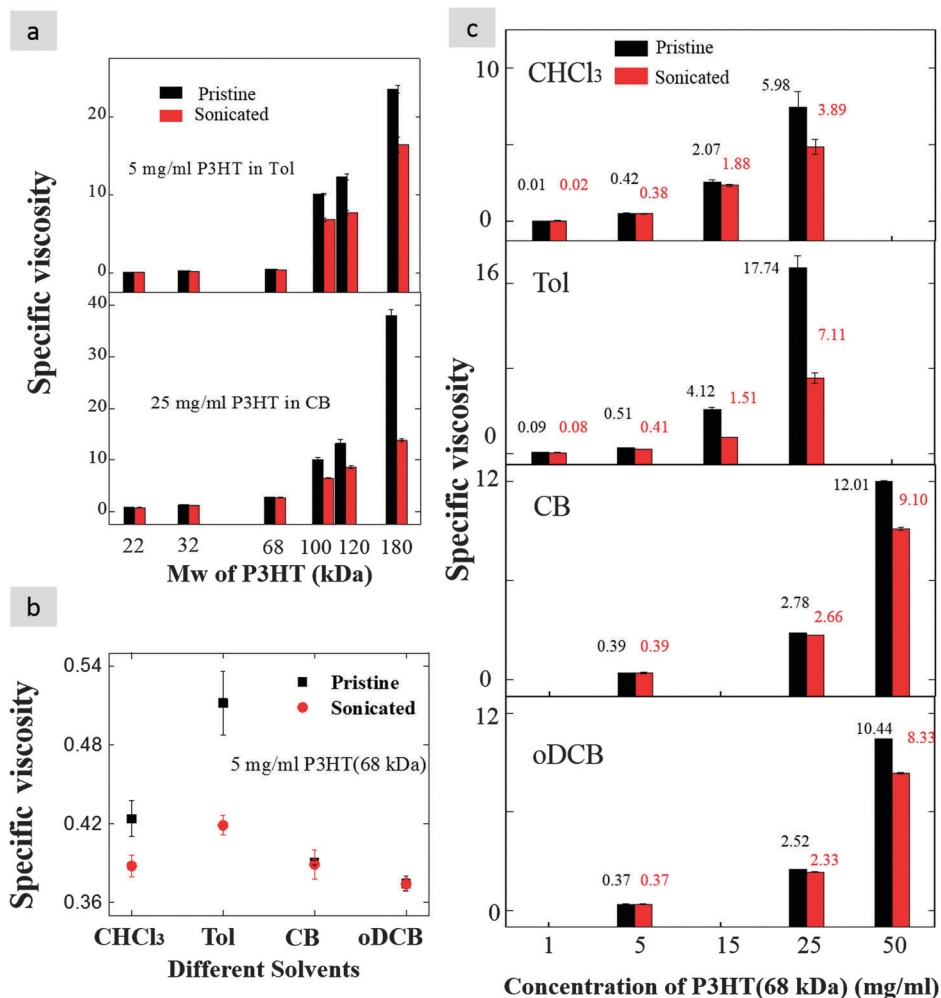 a
Pristine
Sonicated
5 mg/ml P3HT in Tol
20
10
0
25 mg/ml P3HT in CB
40
30
20
10
0
22 32 68 100 120 180
Mw of P3HT (kDa)
Specific viscosity
b
Pristine
Sonicated
5 mg/ml P3HT(68 kDa)
0.54
0.48
0.42
0.36
CHCl3 Tol CB oDCB
Different Solvents
Specific viscosity
c
Pristine
Sonicated
CHCl3
10
0
0.01 0.02
0.42 0.38
2.07 1.88
5.98 3.89
Tol
16
8
0
0.09 0.08
0.51 0.41
4.12 1.51
17.74 7.11
CB
12
0
0.39 0.39
2.78 2.66
12.01 9.10
oDCB
12
0
0.37 0.37
2.52 2.33
10.44 8.33
1 5 15 25 50
Concentration of P3HT(68 kDa) (mg/ml)
Specific viscosity